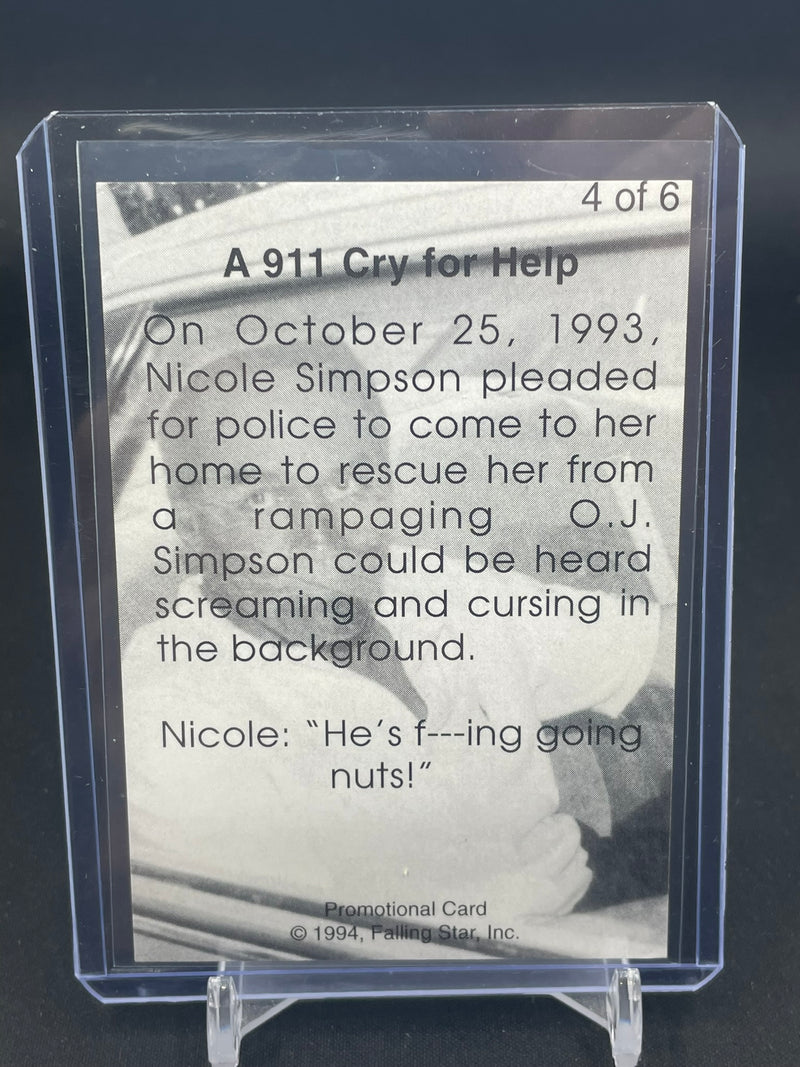 4 of 6
A 911 Cry for Help
On October 25, 1993,
Nicole Simpson pleaded
for police to come to her
home to rescue her from
a rampaging O.J.
Simpson could be heard
screaming and cursing in
the background.
Nicole: “He’s f---ing going
nuts!”
Promotional Card
© 1994, Falling Star, Inc.